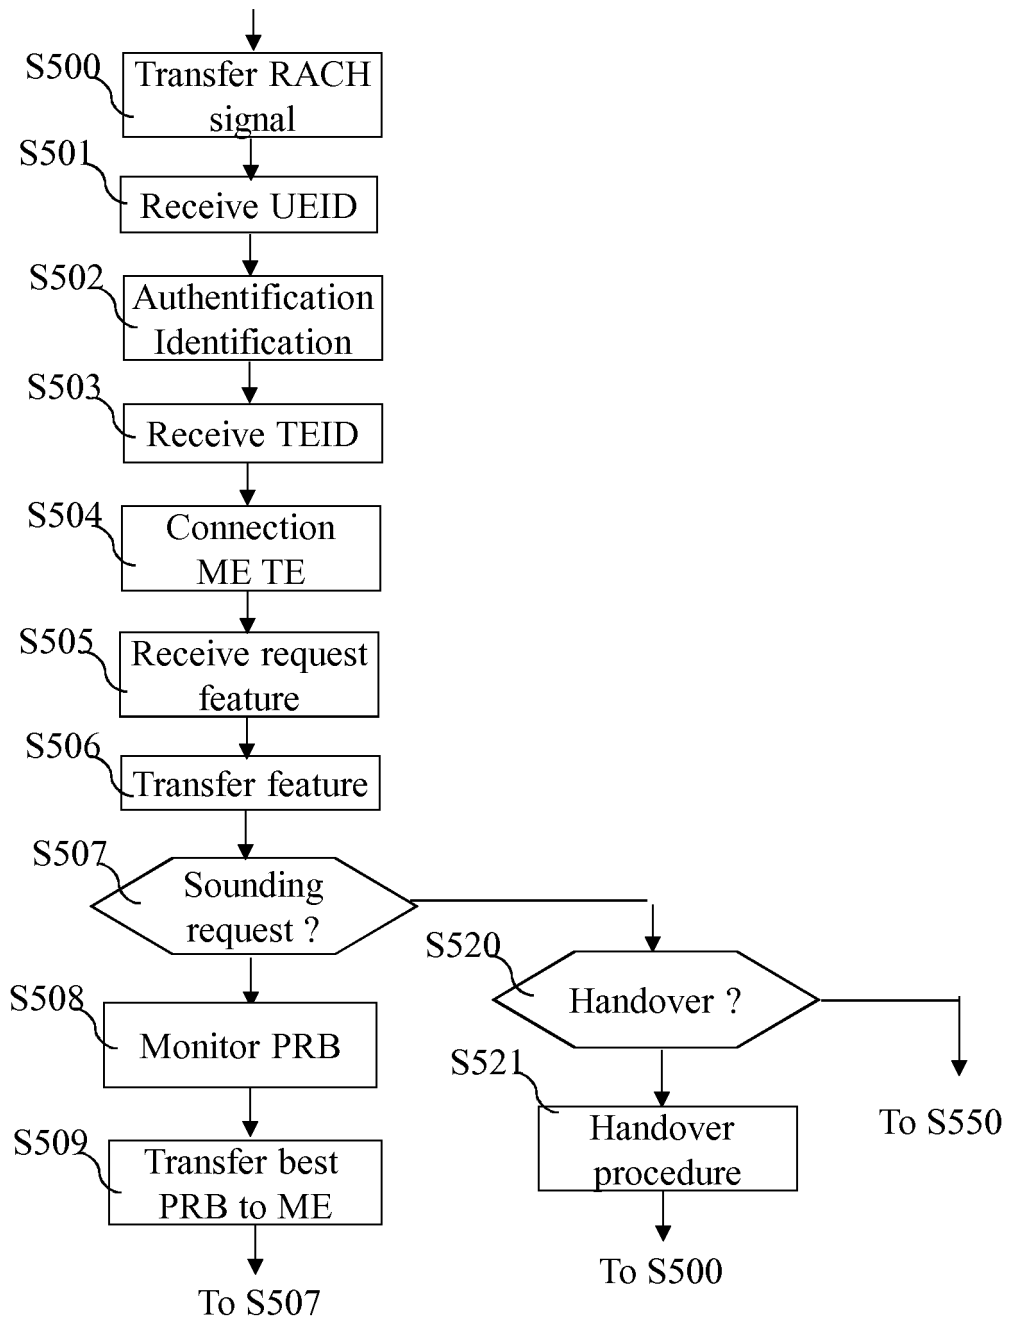 S500
Transfer RACH
signal
S501
Receive UEID
S502
Authentification
Identification
S503
Receive TEID
S504
Connection
ME TE
S505
Receive request
feature
S506
Transfer feature
S507
Sounding
request ?
S520
Handover ?
S508
Monitor PRB
S521
Handover
procedure
To S550
S509
Transfer best
PRB to ME
To S500
To S507